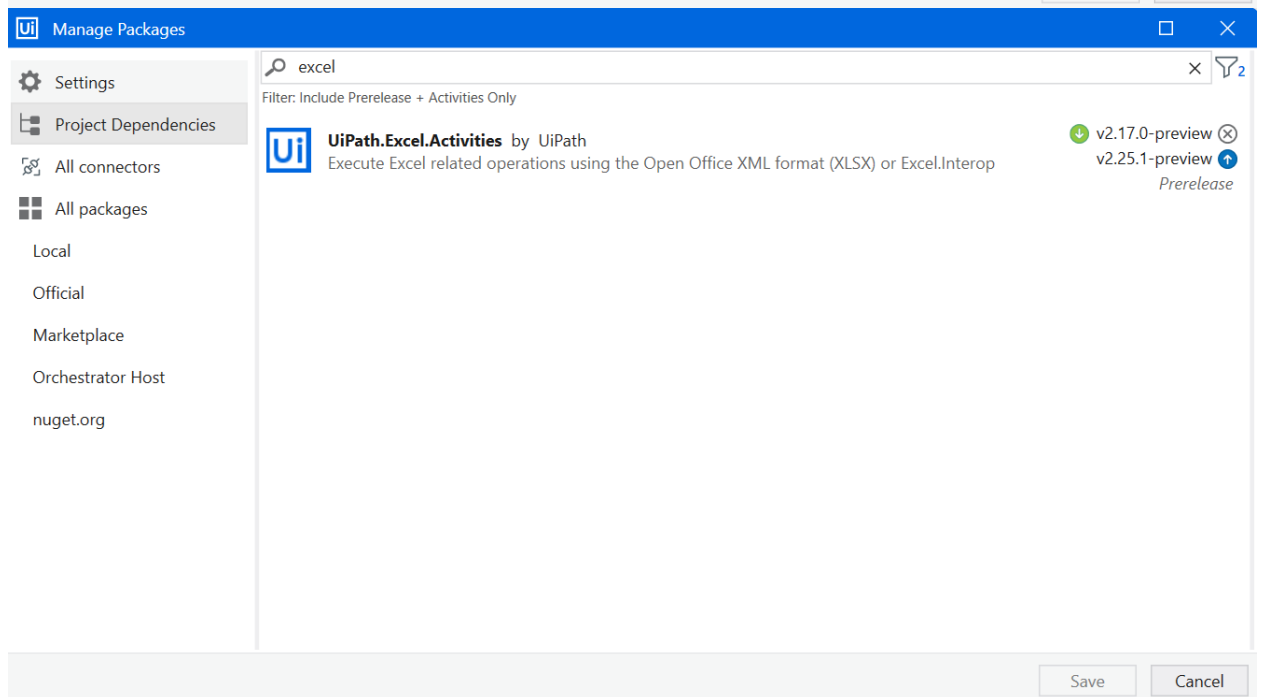 Ui Manage Packages
Settings
Project Dependencies
All connectors
All packages
Local
Official
Marketplace
Orchestrator Host
nuget.org
excel
2
Filter: Include Prerelease + Activities Only
Ui
UiPath.Excel.Activities by UiPath
Execute Excel related operations using the Open Office XML format (XLSX) or Excel.Interop
v2.17.0-preview
v2.25.1-preview
Prerelease
Save Cancel